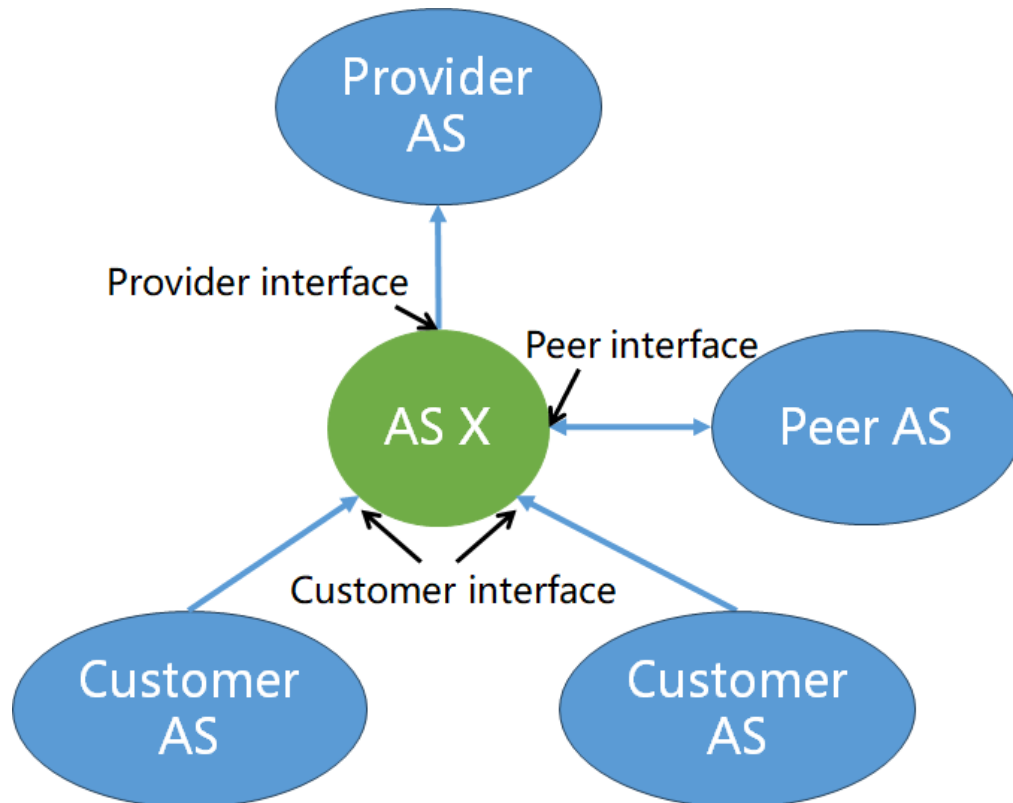 Provider
AS
Provider interface
Peer interface
AS X
Peer AS
Customer interface
Customer
AS
Customer
AS